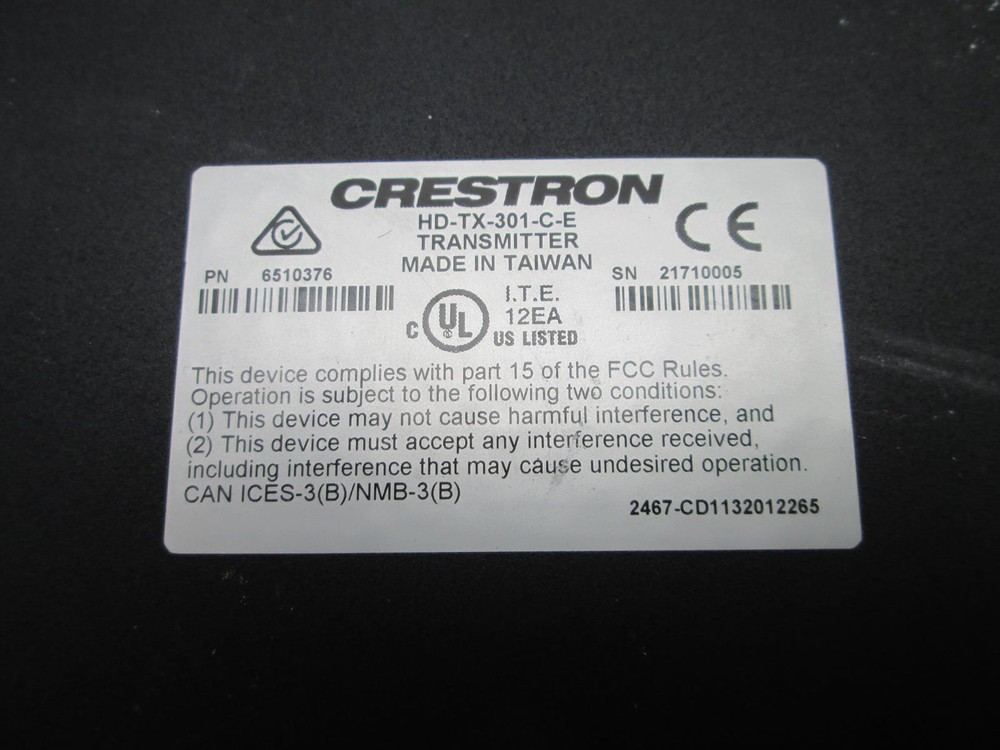 CRESTRON
HD-TX-301-C-E
TRANSMITTER
MADE IN TAIWAN
CE
PN 6510376
SN 21710005
C UL US LISTED
I.T.E.
12EA
This device complies with part 15 of the FCC Rules.
Operation is subject to the following two conditions:
(1) This device may not cause harmful interference, and
(2) This device must accept any interference received,
including interference that may cause undesired operation.
CAN ICES-3(B)/NMB-3(B)
2467-CD1132012265